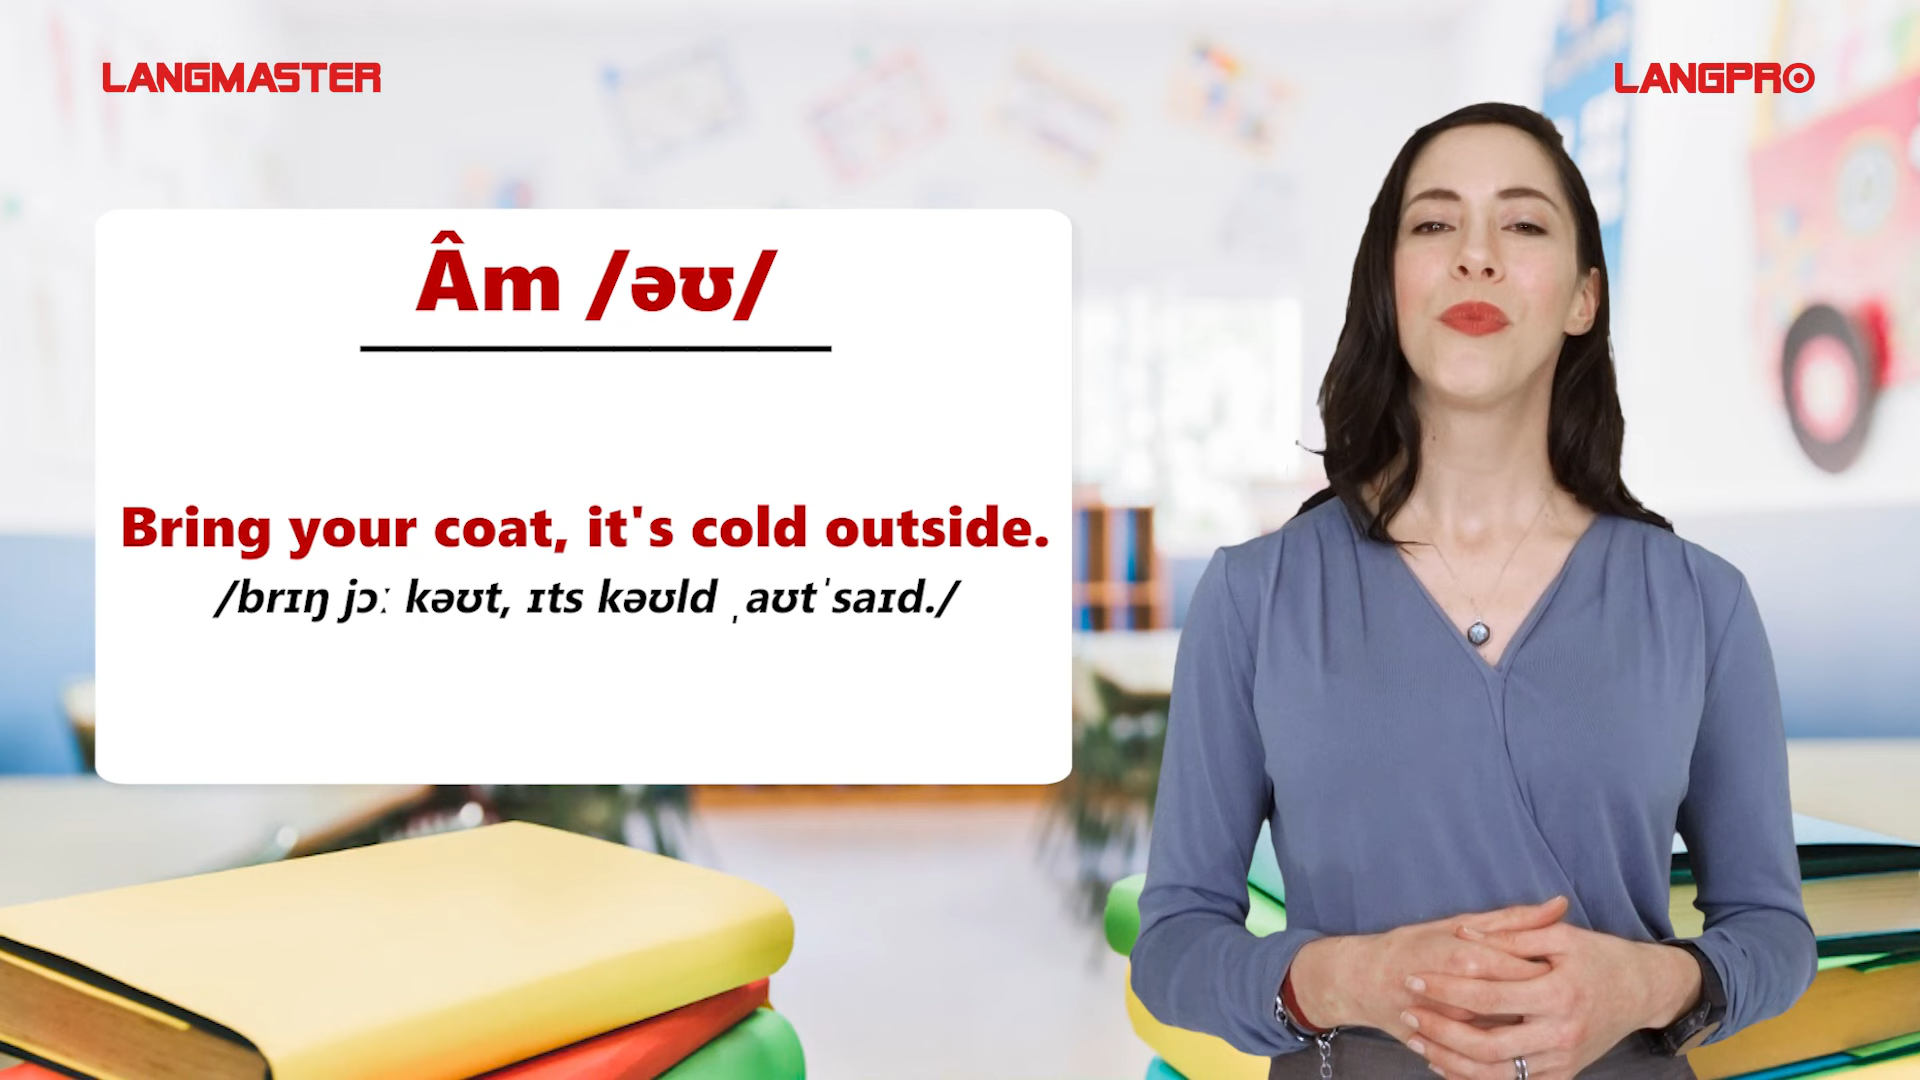 LANGMASTER
LANGPRO
Âm /əʊ/
Bring your coat, it's cold outside.
/brɪŋ jɔː kəʊt, ɪts kəʊld ˌaʊtˈsaɪd./